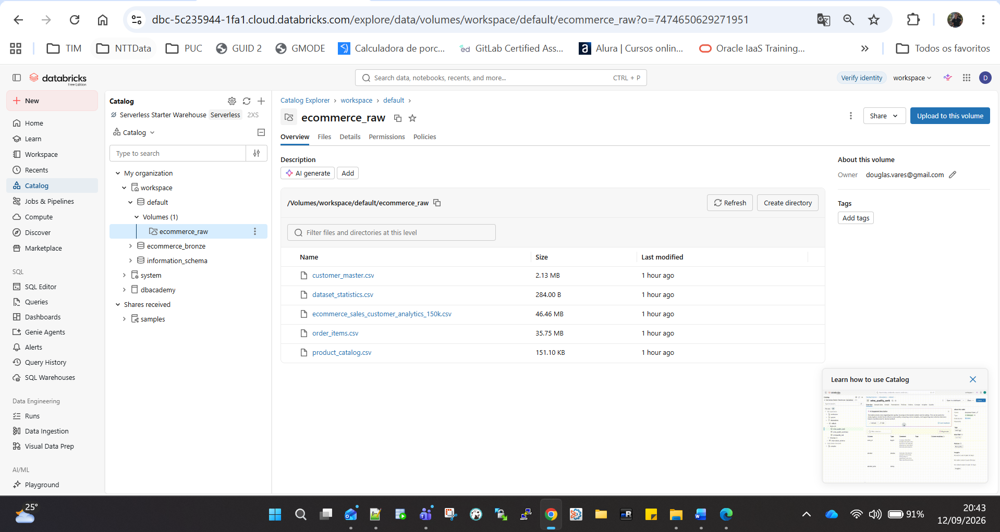 dbc-5c235944-1fa1.cloud.databricks.com/explore/data/volumes/workspace/default/ecommerce_raw?o=7474650629271951
TIM NTTData PUC GUID 2 GMODE Calculadora de porc... GitLab Certified Ass... Alura | Cursos onlin... Oracle IaaS Training... Todos os favoritos
databricks
Free Edition
Search data, notebooks, recents, and more... CTRL + P
Verify identity workspace D
New
Home
Learn
Workspace
Recents
Catalog
Jobs & Pipelines
Compute
Discover
Marketplace
SQL
SQL Editor
Queries
Dashboards
Genie Agents
Alerts
Query History
SQL Warehouses
Data Engineering
Runs
Data Ingestion
Visual Data Prep
AI/ML
Playground
Catalog
Serverless Starter Warehouse Serverless 2XS
Catalog
Type to search
My organization
workspace
default
Volumes (1)
ecommerce_raw
ecommerce_bronze
information_schema
system
dbacademy
Shares received
samples
Catalog Explorer > workspace > default >
ecommerce_raw
Share
Upload to this volume
Overview Files Details Permissions Policies
Description
AI generate Add
/Volumes/workspace/default/ecommerce_raw
Refresh Create directory
Filter files and directories at this level
Name Size Last modified
customer_master.csv 2.13 MB 1 hour ago
dataset_statistics.csv 284.00 B 1 hour ago
ecommerce_sales_customer_analytics_150k.csv 46.46 MB 1 hour ago
order_items.csv 35.75 MB 1 hour ago
product_catalog.csv 151.10 KB 1 hour ago
About this volume
Owner douglas.vares@gmail.com
Tags
Add tags
Learn how to use Catalog
25°
91%
20:43
12/09/2026